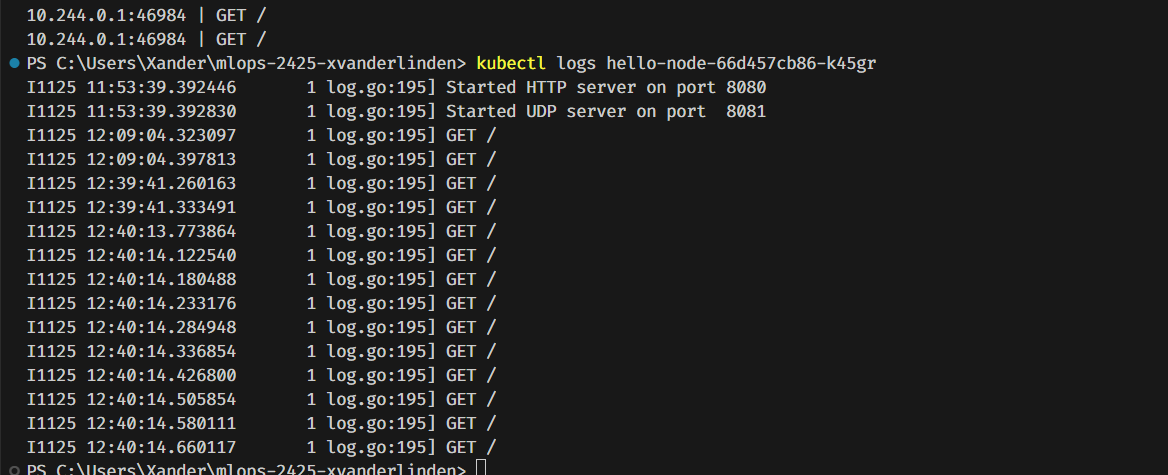 10.244.0.1:46984 | GET /
10.244.0.1:46984 | GET /
PS C:\Users\Xander\mlops-2425-xvanderlinden> kubectl logs hello-node-66d457cb86-k45gr
I1125 11:53:39.392446       1 log.go:195] Started HTTP server on port 8080
I1125 11:53:39.392830       1 log.go:195] Started UDP server on port  8081
I1125 12:09:04.323097       1 log.go:195] GET /
I1125 12:09:04.397813       1 log.go:195] GET /
I1125 12:39:41.260163       1 log.go:195] GET /
I1125 12:39:41.333491       1 log.go:195] GET /
I1125 12:40:13.773864       1 log.go:195] GET /
I1125 12:40:14.122540       1 log.go:195] GET /
I1125 12:40:14.180488       1 log.go:195] GET /
I1125 12:40:14.233176       1 log.go:195] GET /
I1125 12:40:14.284948       1 log.go:195] GET /
I1125 12:40:14.336854       1 log.go:195] GET /
I1125 12:40:14.426800       1 log.go:195] GET /
I1125 12:40:14.505854       1 log.go:195] GET /
I1125 12:40:14.580111       1 log.go:195] GET /
I1125 12:40:14.660117       1 log.go:195] GET /
PS C:\Users\Xander\mlops-2425-xvanderlinden>